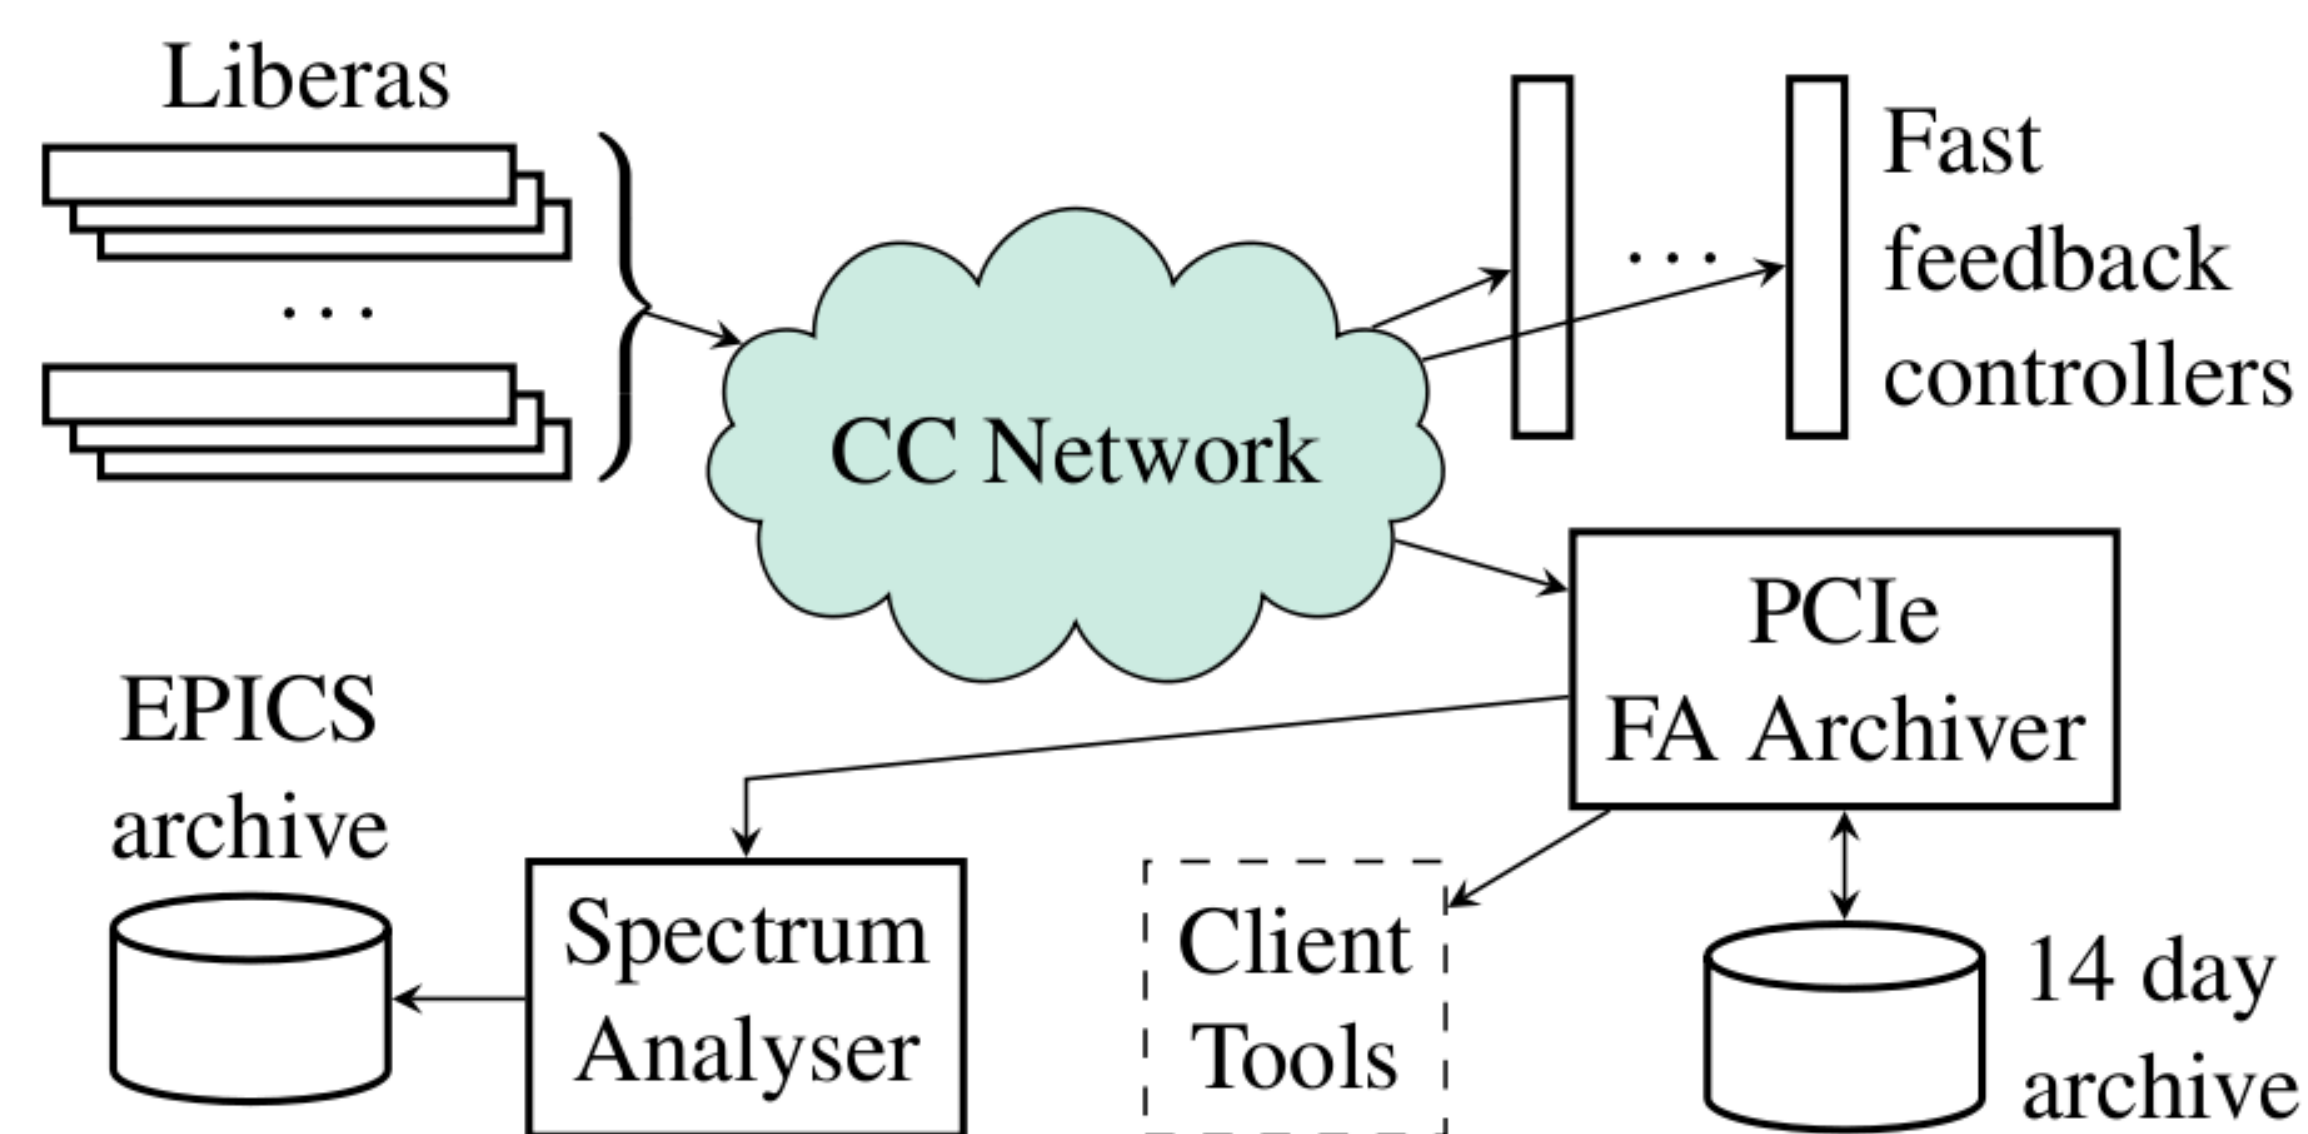 Liberas
. . .
CC Network
. . .
Fast
feedback
controllers
PCIe
FA Archiver
EPICS
archive
Spectrum
Analyser
Client
Tools
14 day
archive